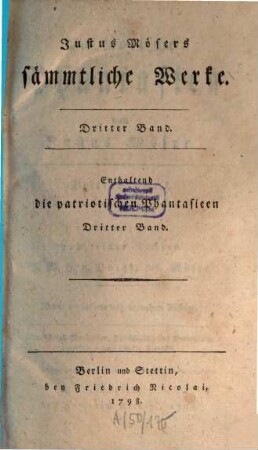 Justus Mösers
sämmtliche Werke.
Dritter Band.
Enthaltend
die patriotischen Phantasieen
Dritter Band.
Berlin und Stettin,
bey Friedrich Nicolai,
1798.